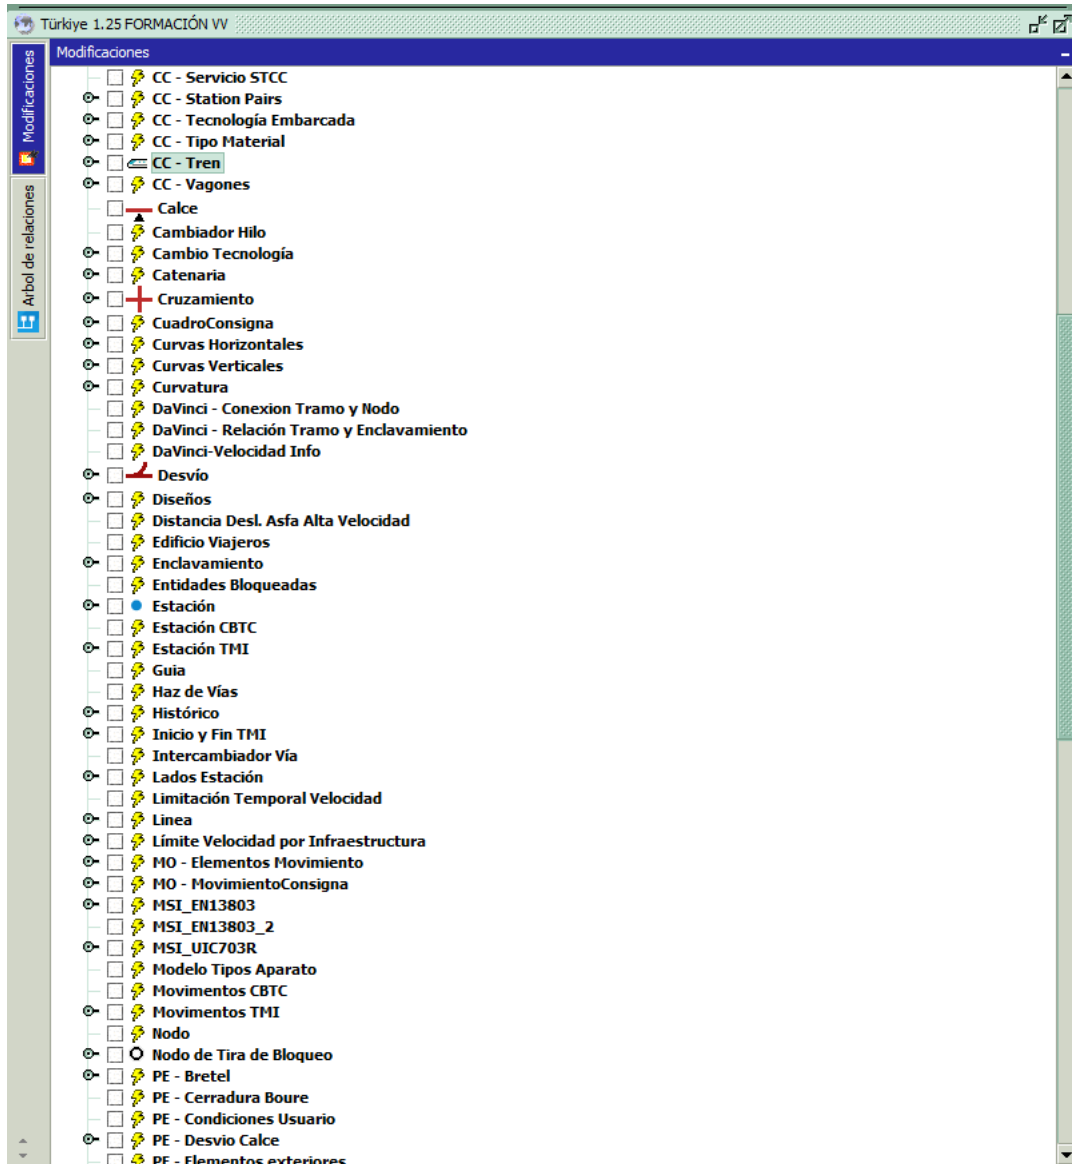 Türkiye 1.25 FORMACIÓN VV
Modificaciones
Arbol de relaciones
Modificaciones
CC - Servicio STCC
CC - Station Pairs
CC - Tecnología Embarcada
CC - Tipo Material
CC - Tren
CC - Vagones
Calce
Cambiador Hilo
Cambio Tecnología
Catenaria
Cruzamiento
CuadroConsigna
Curvas Horizontales
Curvas Verticales
Curvatura
DaVinci - Conexion Tramo y Nodo
DaVinci - Relación Tramo y Enclavamiento
DaVinci-Velocidad Info
Desvío
Diseños
Distancia Desl. Asfa Alta Velocidad
Edificio Viajeros
Enclavamiento
Entidades Bloqueadas
Estación
Estación CBTC
Estación TMI
Guia
Haz de Vías
Histórico
Inicio y Fin TMI
Intercambiador Vía
Lados Estación
Limitación Temporal Velocidad
Linea
Límite Velocidad por Infraestructura
MO - Elementos Movimiento
MO - MovimientoConsigna
MSI_EN13803
MSI_EN13803_2
MSI_UIC703R
Modelo Tipos Aparato
Movimentos CBTC
Movimentos TMI
Nodo
Nodo de Tira de Bloqueo
PE - Bretel
PE - Cerradura Boure
PE - Condiciones Usuario
PE - Desvio Calce
PE - Elementos exteriores